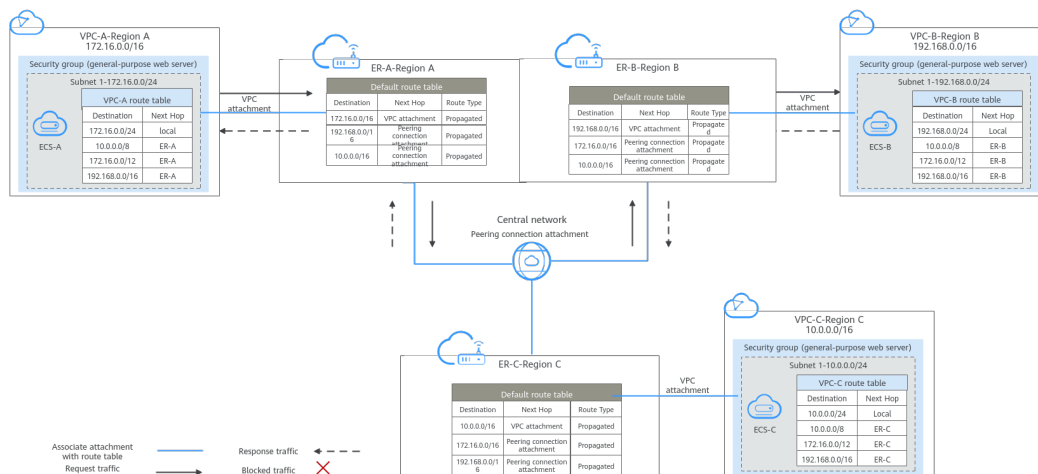 VPC-A-Region A
172.16.0.0/16
Security group (general-purpose web server)
Subnet 1-172.16.0.0/24
VPC-A route table
Destination Next Hop
172.16.0.0/24 local
10.0.0.0/8 ER-A
172.16.0.0/12 ER-A
192.168.0.0/16 ER-A
ECS-A
VPC
attachment
ER-A-Region A
Default route table
Destination Next Hop Route Type
172.16.0.0/16 VPC attachment Propagated
192.168.0.0/1
6
Peering
connection
attachment
Propagated
10.0.0.0/16
Peering
connection
attachment
Propagated
ER-B-Region B
Default route table
Destination Next Hop Route Type
192.168.0.0/16 VPC attachment
Propagate
d
172.16.0.0/16
Peering connection
attachment
Propagate
d
10.0.0.0/16
Peering connection
attachment
Propagate
d
VPC
attachment
VPC-B-Region B
192.168.0.0/16
Security group (general-purpose web server)
Subnet 1-192.168.0.0/24
VPC-B route table
Destination Next Hop
192.168.0.0/24 Local
10.0.0.0/8 ER-B
172.16.0.0/12 ER-B
192.168.0.0/16 ER-B
ECS-B
Central network
Peering connection attachment
ER-C-Region C
Default route table
Destination Next Hop Route Type
10.0.0.0/16 VPC attachment Propagated
172.16.0.0/16
Peering connection
attachment
Propagated
192.168.0.0/1
6
Peering connection
attachment
Propagated
VPC
attachment
VPC-C-Region C
10.0.0.0/16
Security group (general-purpose web server)
Subnet 1-10.0.0.0/24
VPC-C route table
Destination Next Hop
10.0.0.0/24 Local
10.0.0.0/8 ER-C
172.16.0.0/12 ER-C
192.168.0.0/16 ER-C
ECS-C
Associate attachment
with route table
Request traffic
Response traffic
Blocked traffic